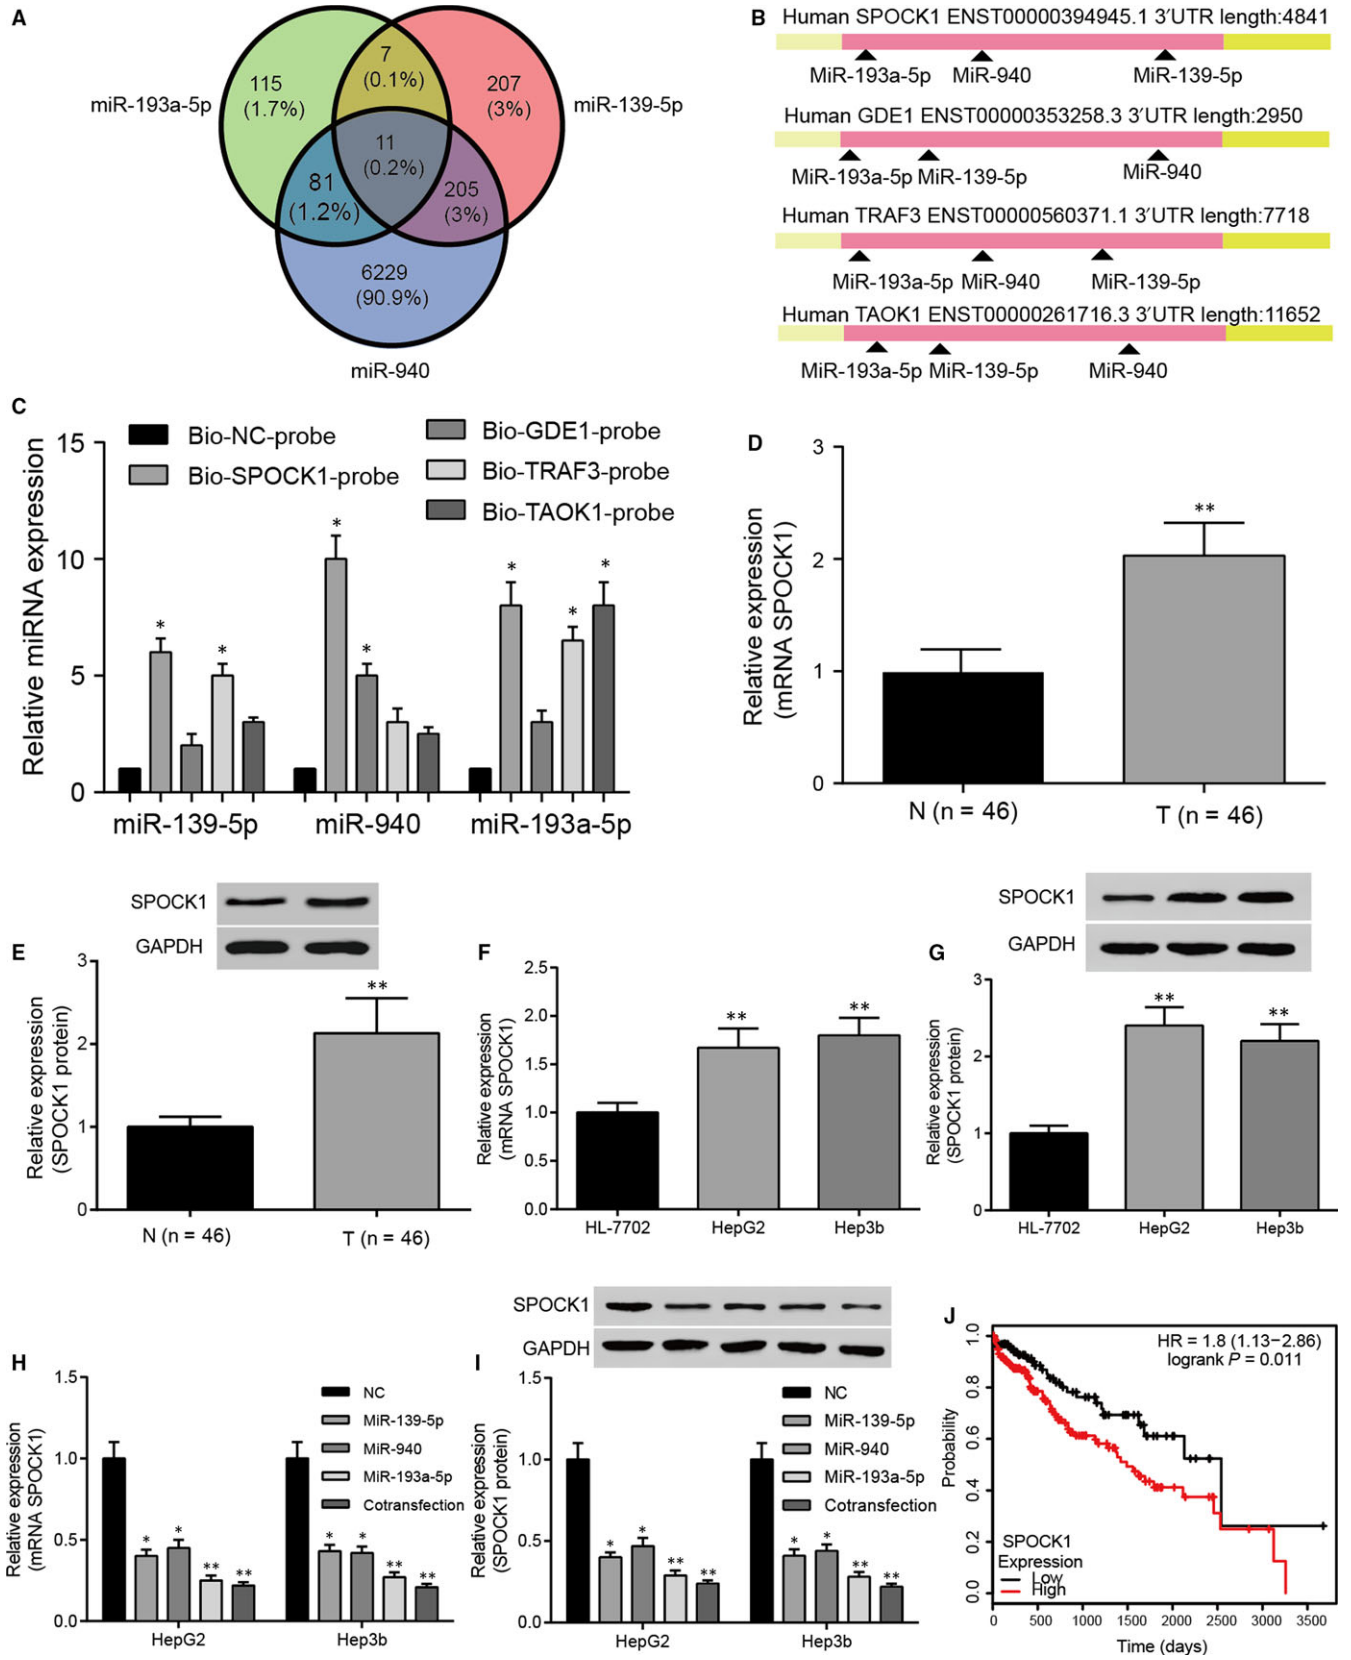 A
miR-193a-5p
miR-139-5p
miR-940
115
(1.7%)
7
(0.1%)
207
(3%)
11
(0.2%)
81
(1.2%)
205
(3%)
6229
(90.9%)
B
Human SPOCK1 ENST00000394945.1 3′UTR length:4841
MiR-193a-5p MiR-940 MiR-139-5p
Human GDE1 ENST00000353258.3 3′UTR length:2950
MiR-193a-5p MiR-139-5p MiR-940
Human TRAF3 ENST00000560371.1 3′UTR length:7718
MiR-193a-5p MiR-940 MiR-139-5p
Human TAOK1 ENST00000261716.3 3′UTR length:11652
MiR-193a-5p MiR-139-5p MiR-940
C
Relative miRNA expression
15
10
5
0
Bio-NC-probe
Bio-SPOCK1-probe
Bio-GDE1-probe
Bio-TRAF3-probe
Bio-TAOK1-probe
* * * * * * *
miR-139-5p miR-940 miR-193a-5p
D
Relative expression
(mRNA SPOCK1)
3
2
1
0
**
N (n = 46) T (n = 46)
E
SPOCK1
GAPDH
Relative expression
(SPOCK1 protein)
3
2
1
0
**
N (n = 46) T (n = 46)
F
Relative expression
(mRNA SPOCK1)
2.5
2.0
1.5
1.0
0.5
0.0
** **
HL-7702 HepG2 Hep3b
G
SPOCK1
GAPDH
Relative expression
(SPOCK1 protein)
3
2
1
0
** **
HL-7702 HepG2 Hep3b
H
Relative expression
(mRNA SPOCK1)
1.5
1.0
0.5
0.0
NC
MiR-139-5p
MiR-940
MiR-193a-5p
Cotransfection
* * ** ** * * ** **
HepG2 Hep3b
I
SPOCK1
GAPDH
Relative expression
(SPOCK1 protein)
1.5
1.0
0.5
0.0
NC
MiR-139-5p
MiR-940
MiR-193a-5p
Cotransfection
* * ** ** * * ** **
HepG2 Hep3b
J
Probability
1.0
0.8
0.6
0.4
0.2
0.0
HR = 1.8 (1.13−2.86)
logrank P = 0.011
SPOCK1
Expression
Low
High
0 500 1000 1500 2000 2500 3000 3500
Time (days)